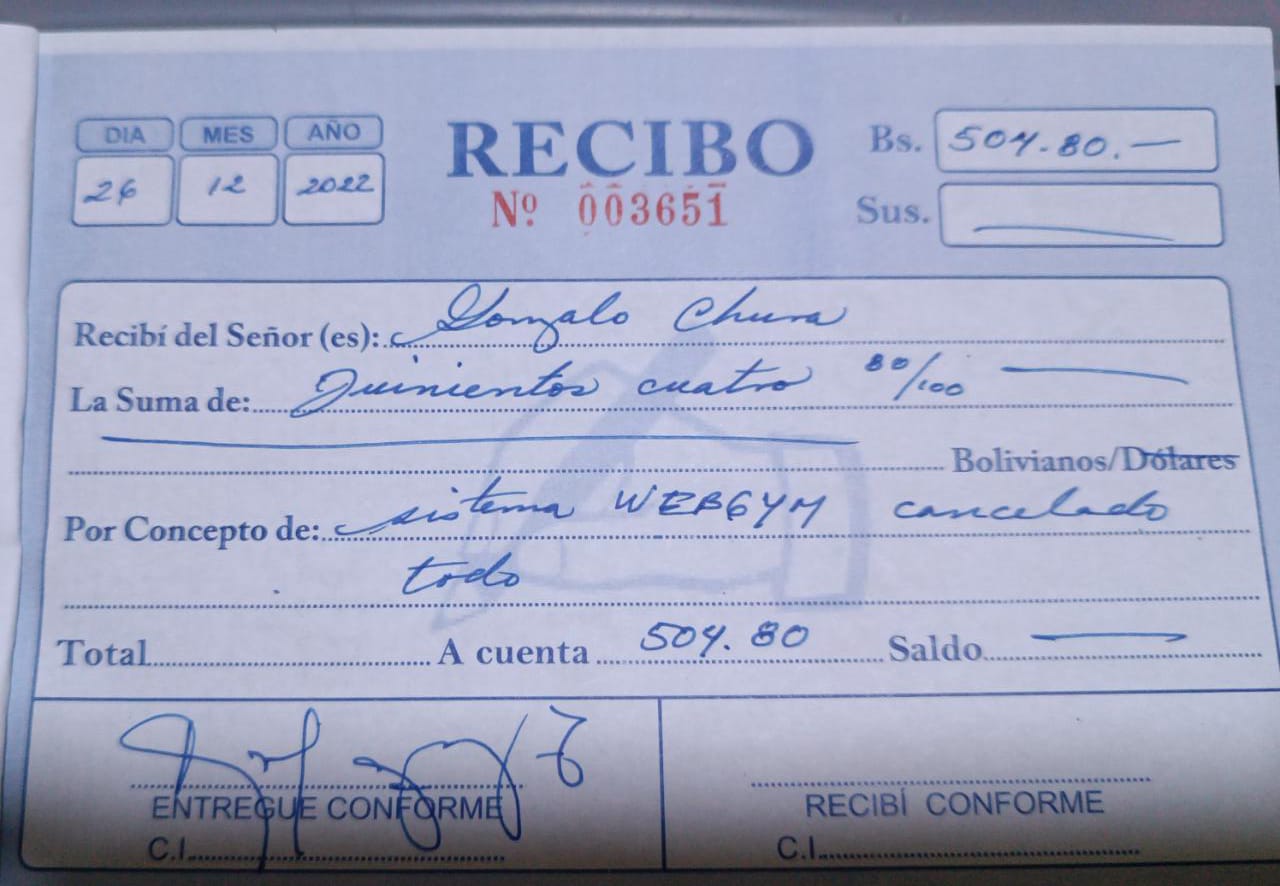 DIA MES AÑO
26 12 2022
RECIBO
Nº 003651
Bs. 504.80.—
Sus. —
Recibí del Señor (es): Gonzalo Chura
La Suma de: Quinientos cuatro 80/100 —
— Bolivianos/Dólares
Por Concepto de: sistema WEBGYM cancelado
todo
Total A cuenta 504.80 Saldo —
ENTREGUE CONFORME
C.I.
RECIBÍ CONFORME
C.I.